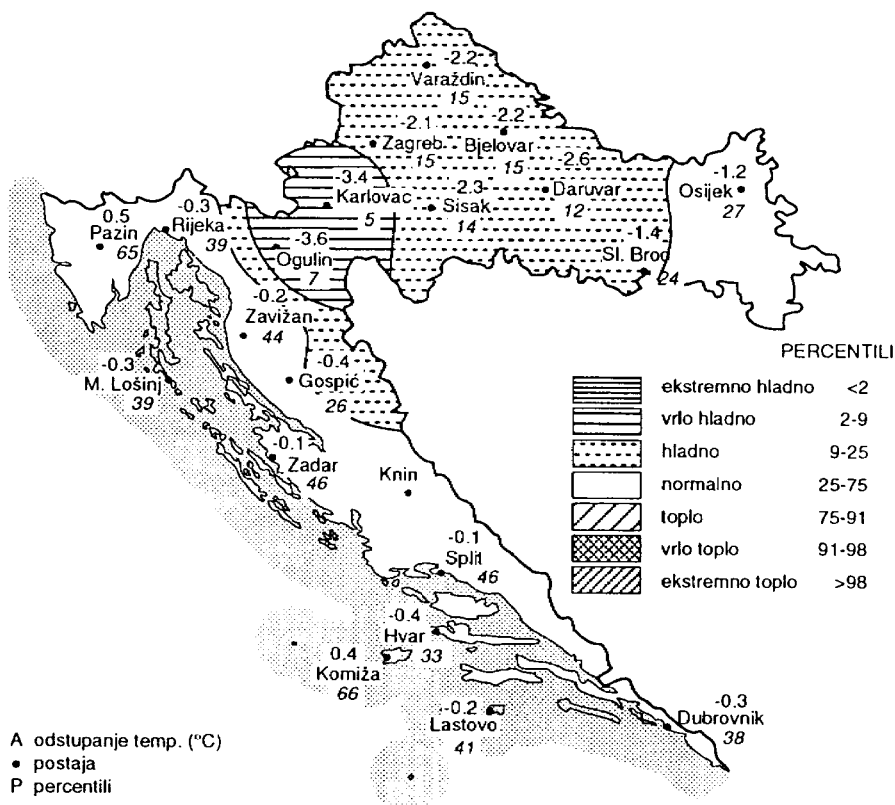 -2.2
Varaždin
15
-2.1
Zagreb
15
-2.2
Bjelovar
15
-3.4
Karlovac
5
-2.3
Sisak
14
-2.6
Daruvar
12
-1.2
Osijek
27
0.5
Pazin
65
-0.3
Rijeka
39
-3.6
Ogulin
7
-1.4
Sl. Brod
24
-0.2
Zavižan
44
-0.3
M. Lošinj
39
-0.4
Gospić
26
-0.1
Zadar
46
Knin
-0.1
Split
46
-0.4
Hvar
33
0.4
Komiža
66
-0.2
Lastovo
41
-0.3
Dubrovnik
38
PERCENTILI
ekstremno hladno <2
vrlo hladno 2-9
hladno 9-25
normalno 25-75
toplo 75-91
vrlo toplo 91-98
ekstremno toplo >98
A odstupanje temp. (°C)
● postaja
P percentili